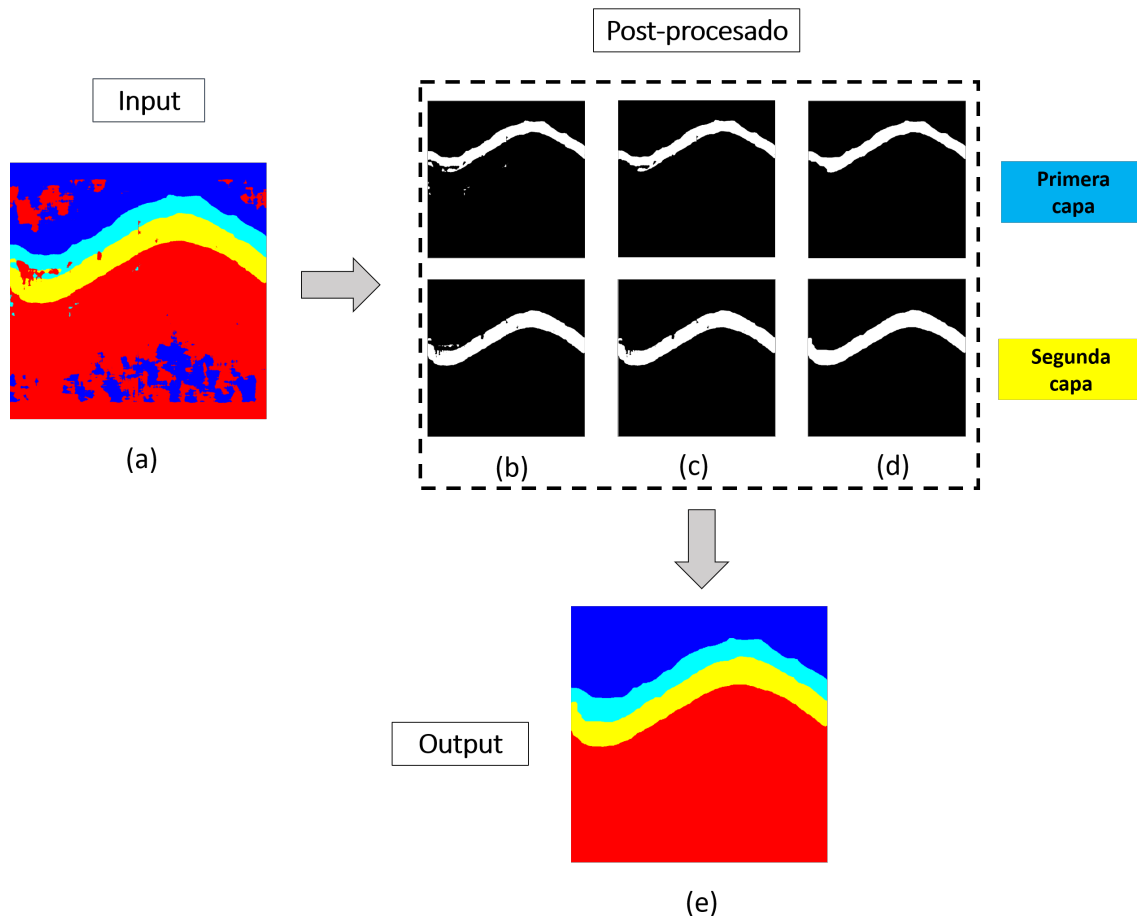 Post-procesado
Input
Primera
capa
Segunda
capa
(a)
(b)
(c)
(d)
Output
(e)